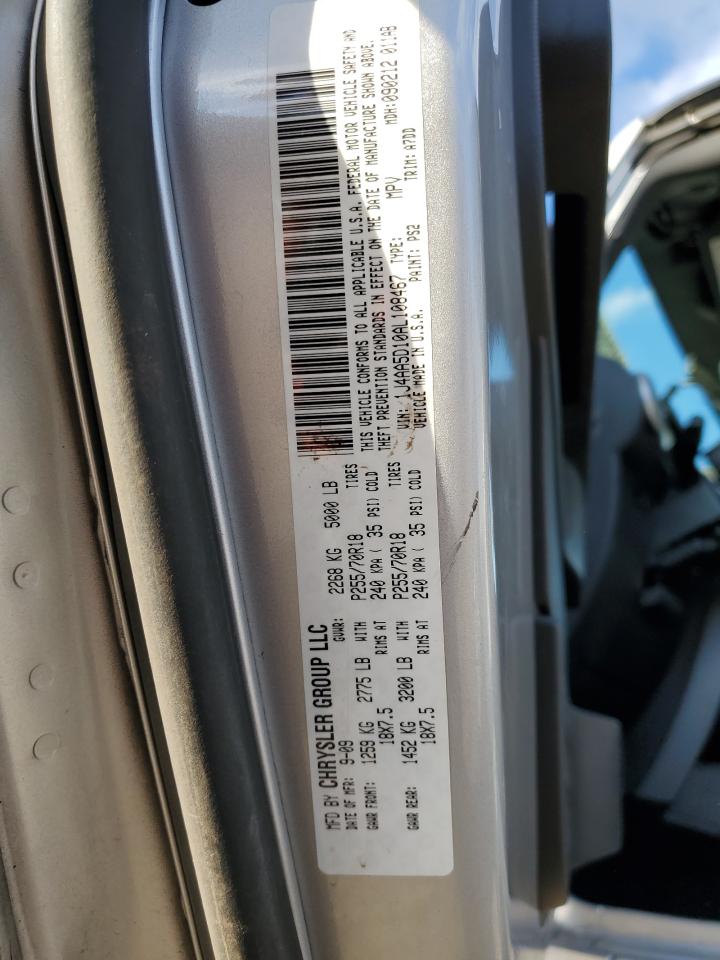 MFD BY CHRYSLER GROUP LLC
DATE OF MFR: 9-09 GVWR: 2268 KG 5000 LB
GAWR FRONT: 1259 KG 2775 LB WITH P255/70R18 TIRES
18X7.5 RIMS AT 240 KPA ( 35 PSI) COLD
GAWR REAR: 1452 KG 3200 LB WITH P255/70R18 TIRES
18X7.5 RIMS AT 240 KPA ( 35 PSI) COLD
THIS VEHICLE CONFORMS TO ALL APPLICABLE U.S.A. FEDERAL MOTOR VEHICLE SAFETY AND
THEFT PREVENTION STANDARDS IN EFFECT ON THE DATE OF MANUFACTURE SHOWN ABOVE.
VIN: 1J4AA5D10AL108467 TYPE: MPV MDH:090212 011AB
VEHICLE MADE IN U.S.A. PAINT: PS2 TRIM: A7DD